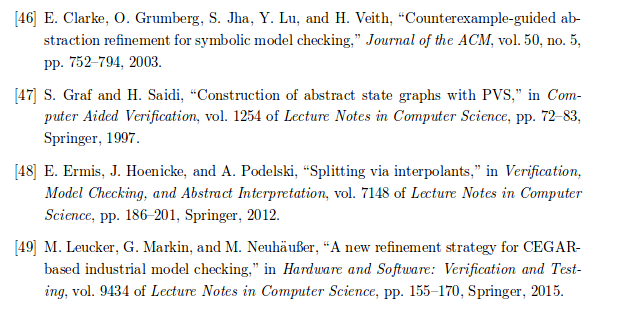 [46] E. Clarke, O. Grumberg, S. Jha, Y. Lu, and H. Veith, “Counterexample-guided ab-
straction refinement for symbolic model checking,” Journal of the ACM, vol. 50, no. 5,
pp. 752–794, 2003.
[47] S. Graf and H. Saidi, “Construction of abstract state graphs with PVS,” in Com-
puter Aided Verification, vol. 1254 of Lecture Notes in Computer Science, pp. 72–83,
Springer, 1997.
[48] E. Ermis, J. Hoenicke, and A. Podelski, “Splitting via interpolants,” in Verification,
Model Checking, and Abstract Interpretation, vol. 7148 of Lecture Notes in Computer
Science, pp. 186–201, Springer, 2012.
[49] M. Leucker, G. Markin, and M. Neuhäußer, “A new refinement strategy for CEGAR-
based industrial model checking,” in Hardware and Software: Verification and Test-
ing, vol. 9434 of Lecture Notes in Computer Science, pp. 155–170, Springer, 2015.